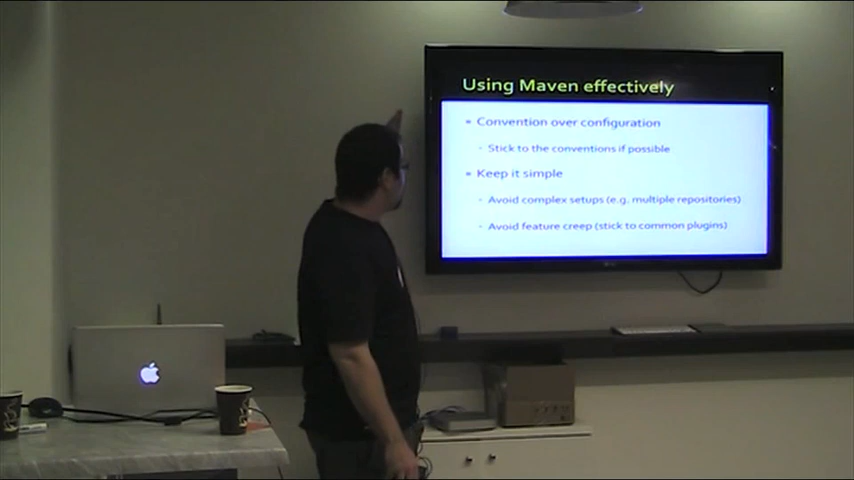 Using Maven effectively
Convention over configuration
Stick to the conventions if possible
Keep it simple
Avoid complex setups (e.g. multiple repositories)
Avoid feature creep (stick to common plugins)